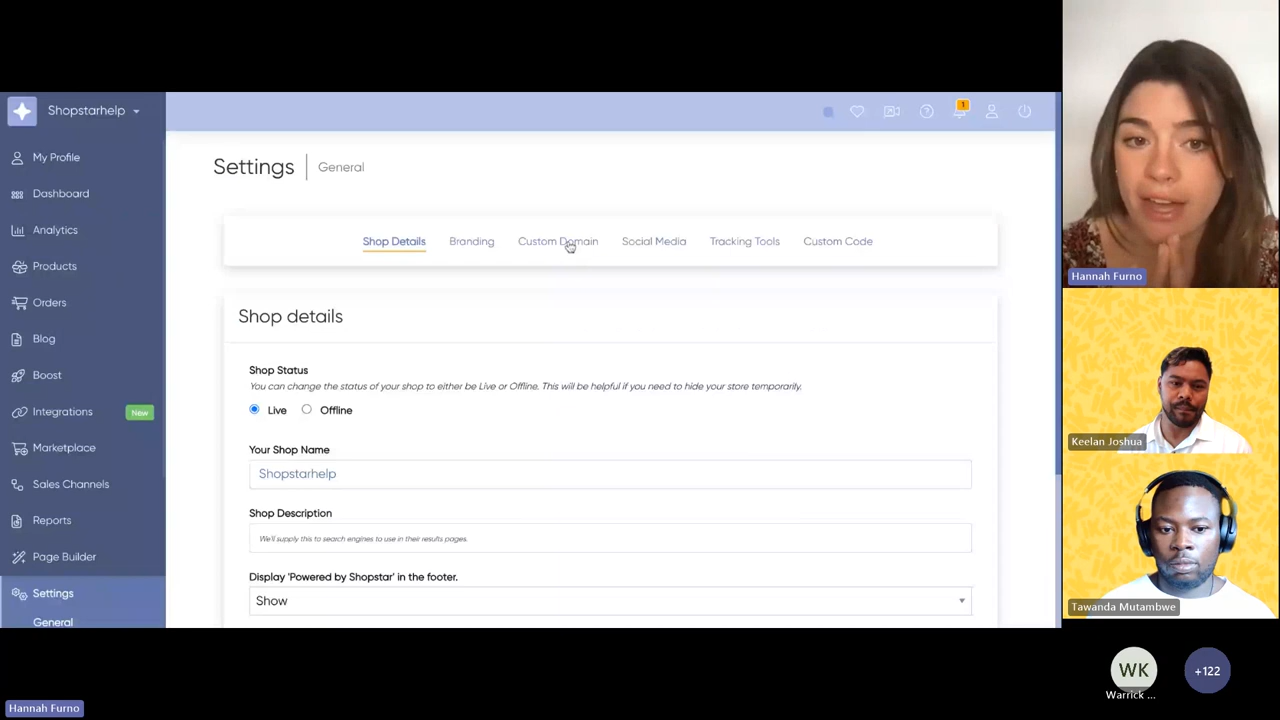 Shopstarhelp
1
My Profile
Dashboard
Analytics
Products
Orders
Blog
Boost
Integrations New
Marketplace
Sales Channels
Reports
Page Builder
Settings
General
Settings General
Shop Details Branding Custom Domain Social Media Tracking Tools Custom Code
Shop details
Shop Status
You can change the status of your shop to either be Live or Offline. This will be helpful if you need to hide your store temporarily.
Live Offline
Your Shop Name
Shopstarhelp
Shop Description
We'll supply this to search engines to use in their results pages.
Display 'Powered by Shopstar' in the footer.
Show
Hannah Furno
Keelan Joshua
Tawanda Mutambwe
WK
Warrick ...
+122
Hannah Furno